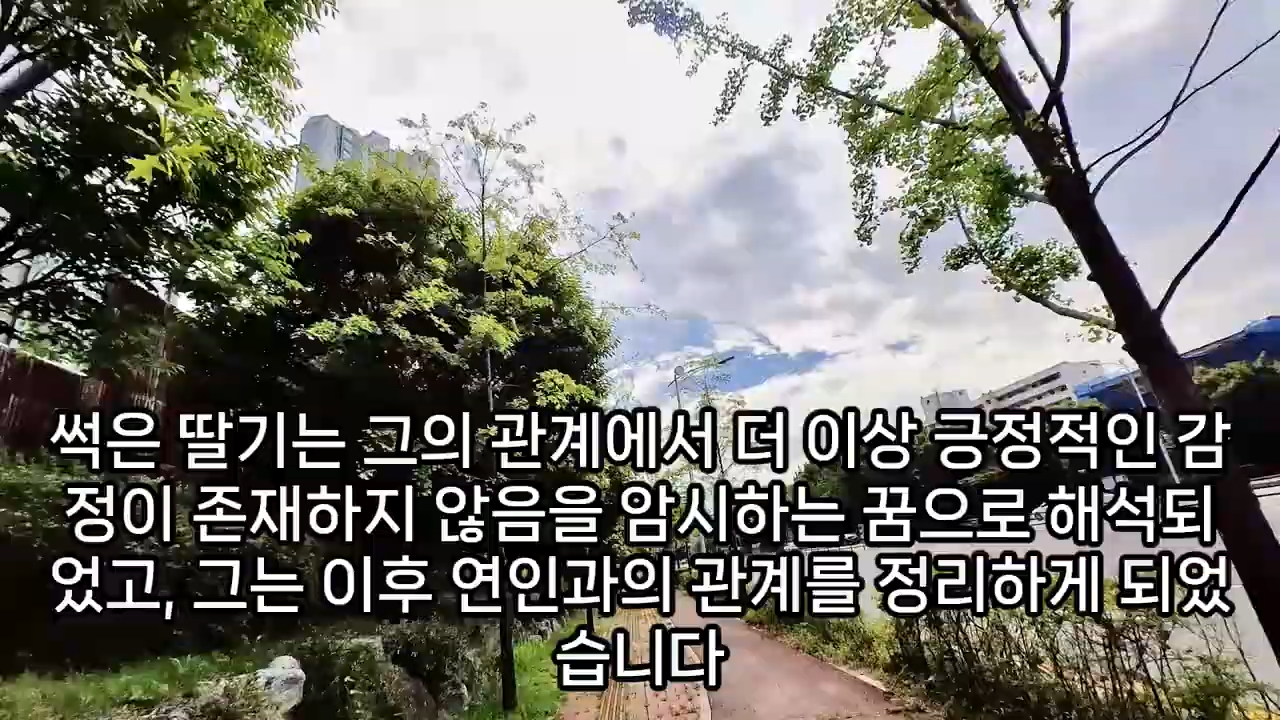 썩은 딸기는 그의 관계에서 더 이상 긍정적인 감
정이 존재하지 않음을 암시하는 꿈으로 해석되
었고, 그는 이후 연인과의 관계를 정리하게 되었
습니다